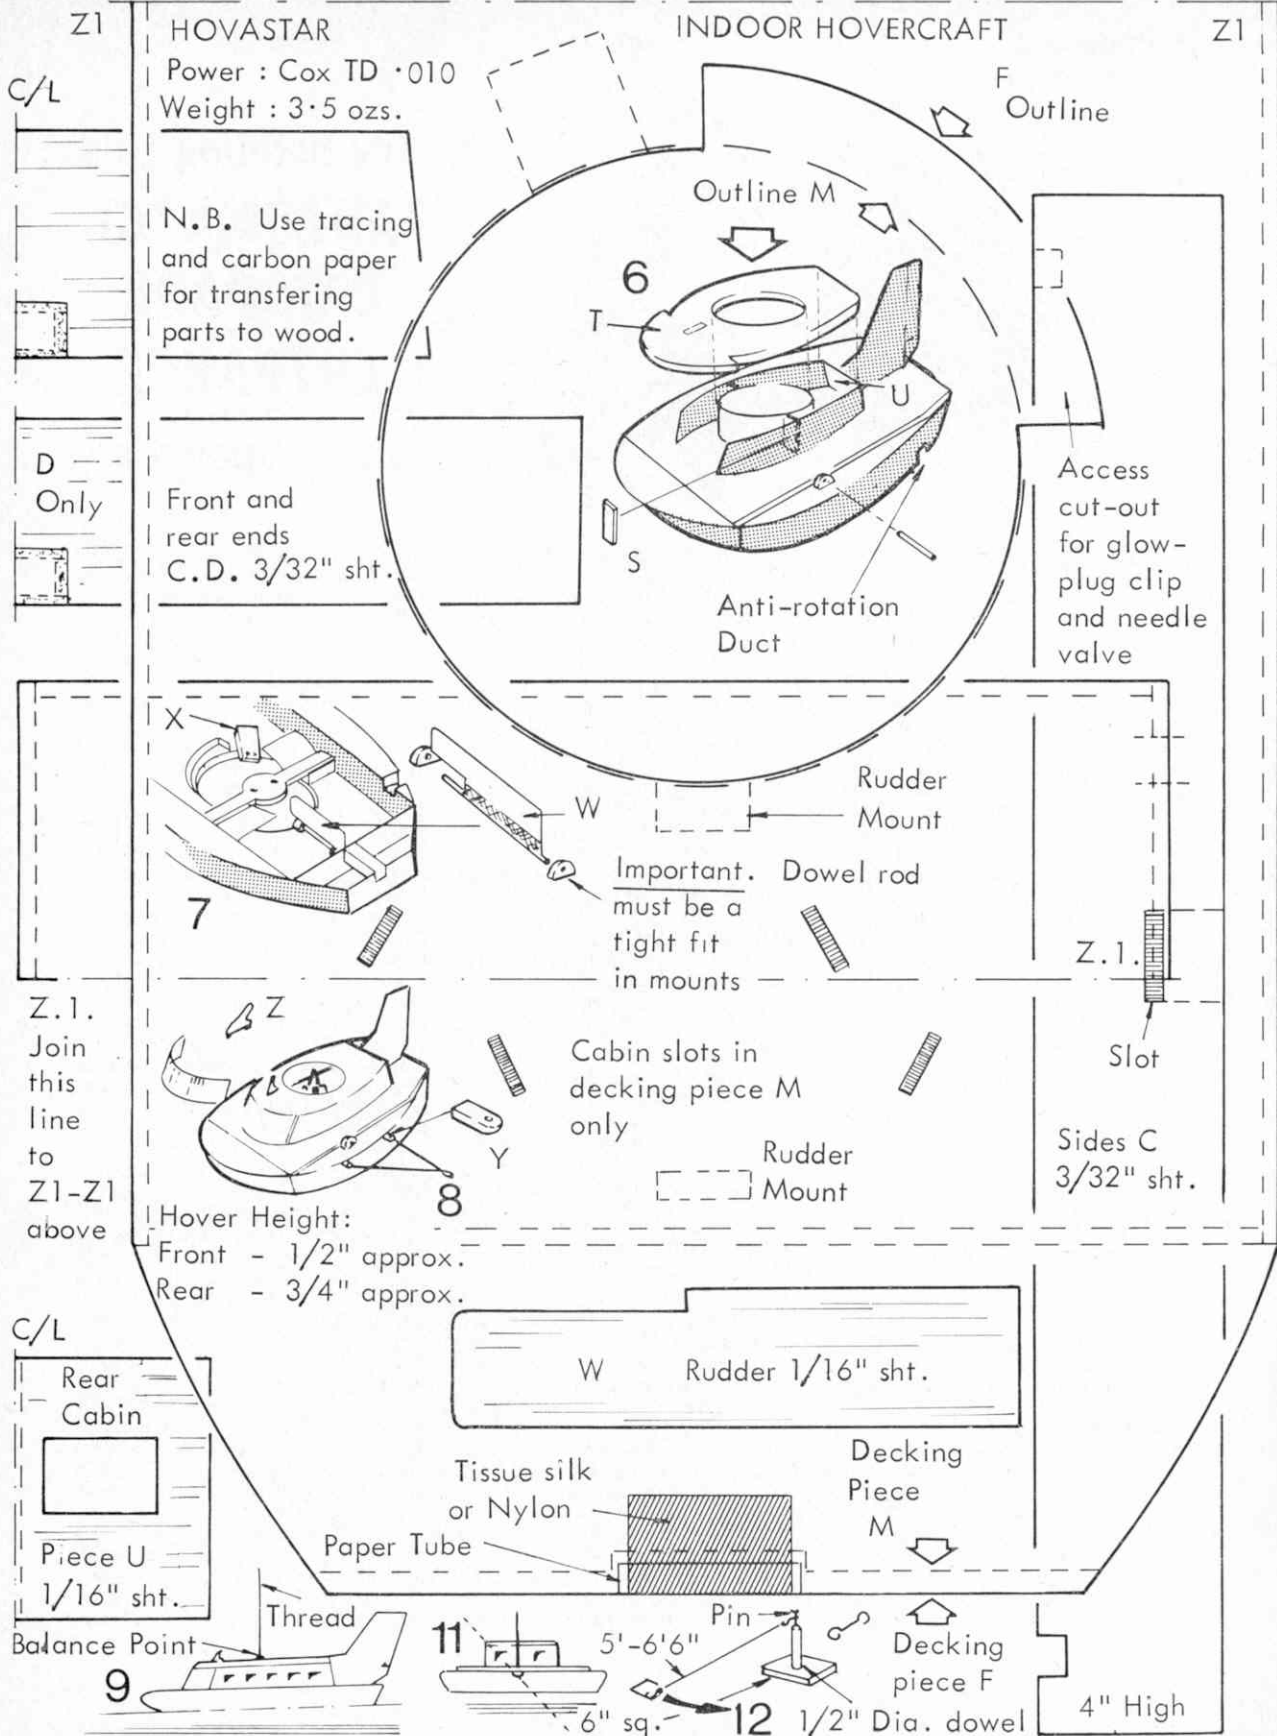 Z1
HOVASTAR
INDOOR HOVERCRAFT
Z1
Power : Cox TD ·010
Weight : 3·5 ozs.
C/L
F
Outline
N.B. Use tracing
and carbon paper
for transfering
parts to wood.
Outline M
6
T
U
S
Anti-rotation
Duct
D
Only
Front and
rear ends
C.D. 3/32" sht.
Access
cut-out
for glow-
plug clip
and needle
valve
X
W
7
Rudder
Mount
Important. Dowel rod
must be a
tight fit
in mounts
Z.1.
Slot
Z.1.
Join
this
line
to
Z1-Z1
above
Z
Y
8
Cabin slots in
decking piece M
only
Rudder
Mount
Sides C
3/32" sht.
Hover Height:
Front - 1/2" approx.
Rear - 3/4" approx.
C/L
Rear
Cabin
Piece U
1/16" sht.
W Rudder 1/16" sht.
Tissue silk
or Nylon
Paper Tube
Decking
Piece
M
Thread
Balance Point
9
11
Pin
5'-6'6"
6" sq.
12
1/2" Dia. dowel
Decking
piece F
4" High